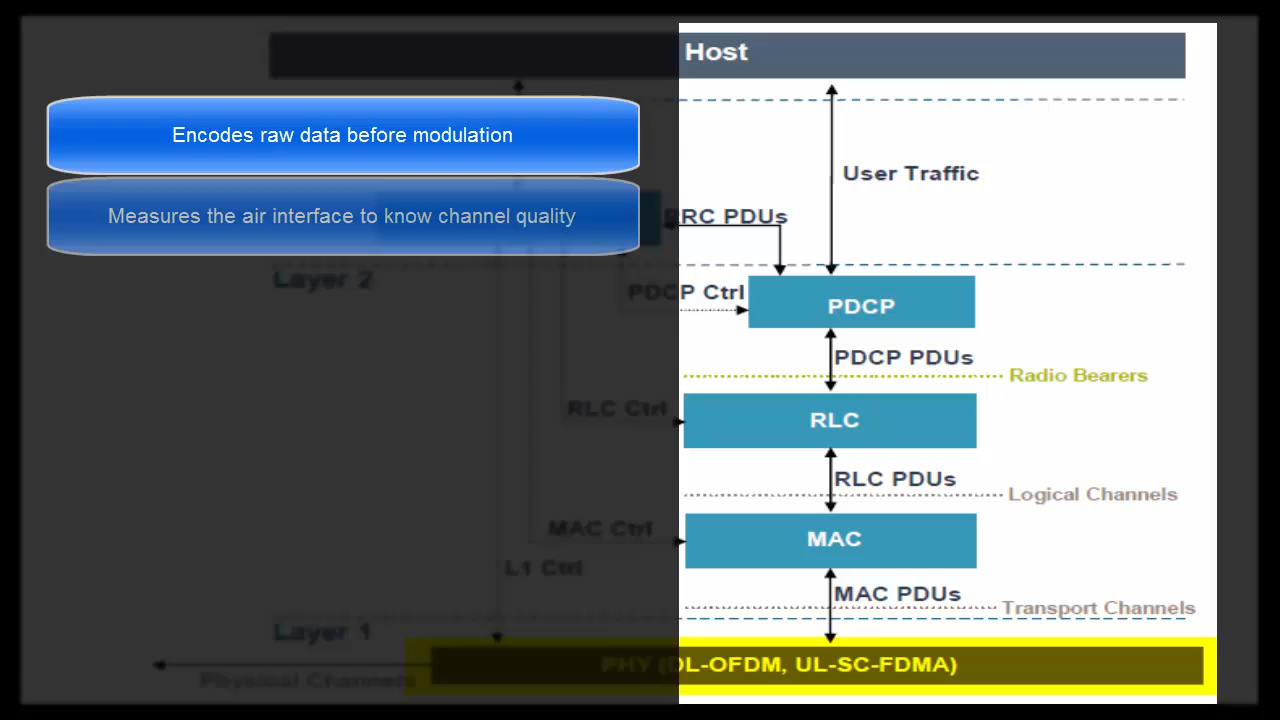 Host
Encodes raw data before modulation
User Traffic
Measures the air interface to know channel quality
RRC PDUs
Layer 2
PDCP Ctrl
PDCP
PDCP PDUs
Radio Bearers
RLC Ctrl
RLC
RLC PDUs
Logical Channels
MAC Ctrl
MAC
L1 Ctrl
MAC PDUs
Transport Channels
Layer 1
PHY (DL-OFDM, UL-SC-FDMA)
Physical Channels